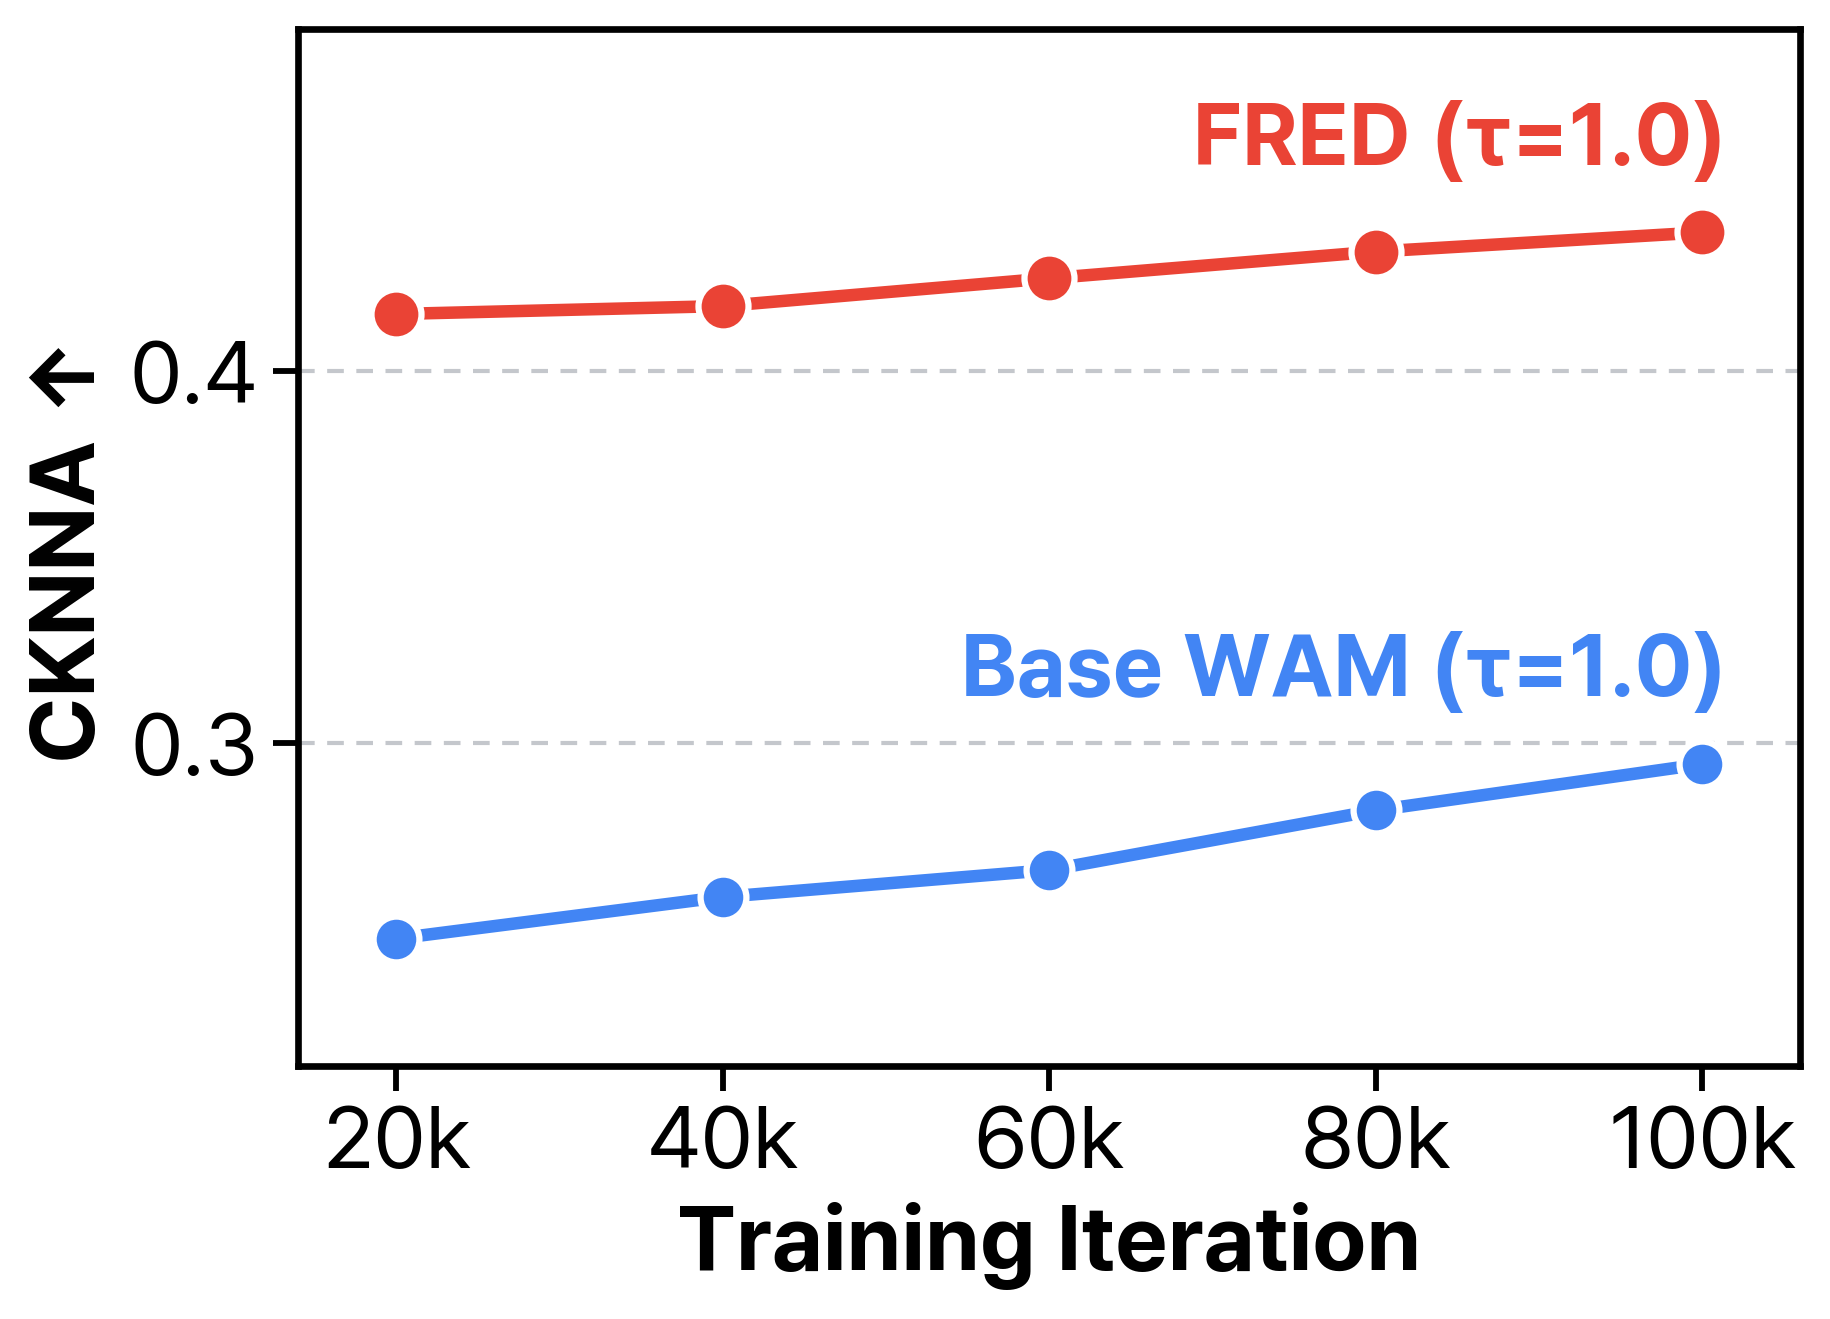 FRED (τ=1.0)
Base WAM (τ=1.0)
CKNNA ↑
0.4
0.3
20k 40k 60k 80k 100k
Training Iteration